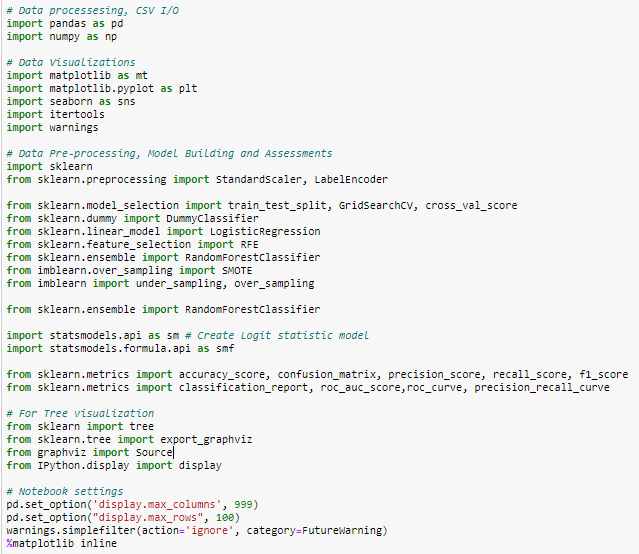 # Data processesing, CSV I/O
import pandas as pd
import numpy as np
# Data Visualizations
import matplotlib as mt
import matplotlib.pyplot as plt
import seaborn as sns
import itertools
import warnings
# Data Pre-processing, Model Building and Assessments
import sklearn
from sklearn.preprocessing import StandardScaler, LabelEncoder
from sklearn.model_selection import train_test_split, GridSearchCV, cross_val_score
from sklearn.dummy import DummyClassifier
from sklearn.linear_model import LogisticRegression
from sklearn.feature_selection import RFE
from sklearn.ensemble import RandomForestClassifier
from imblearn.over_sampling import SMOTE
from imblearn import under_sampling, over_sampling
from sklearn.ensemble import RandomForestClassifier
import statsmodels.api as sm # Create Logit statistic model
import statsmodels.formula.api as smf
from sklearn.metrics import accuracy_score, confusion_matrix, precision_score, recall_score, f1_score
from sklearn.metrics import classification_report, roc_auc_score,roc_curve, precision_recall_curve
# For Tree visualization
from sklearn import tree
from sklearn.tree import export_graphviz
from graphviz import Source
from IPython.display import display
# Notebook settings
pd.set_option('display.max_columns', 999)
pd.set_option("display.max_rows", 100)
warnings.simplefilter(action='ignore', category=FutureWarning)
%matplotlib inline